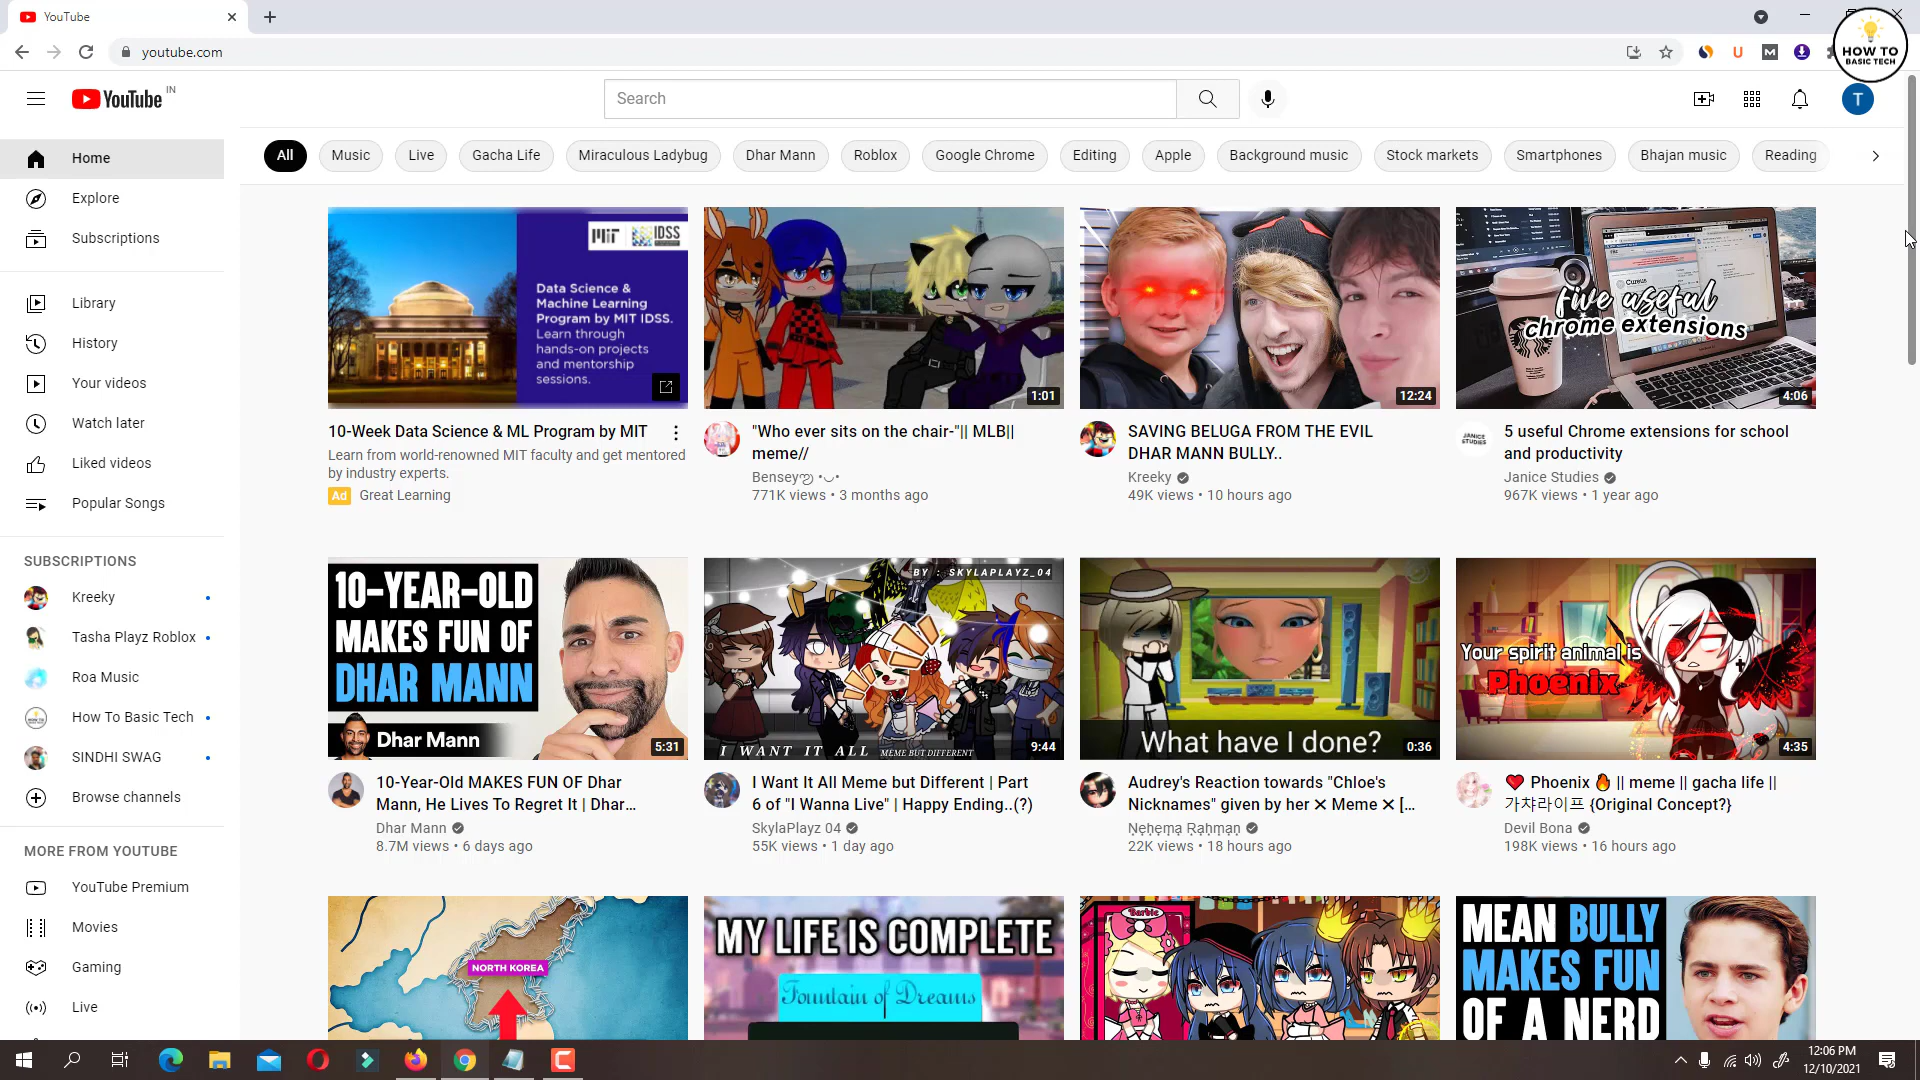 YouTube
youtube.com
HOW TO
BASIC TECH
YouTube IN
Search
T
All
Music
Live
Gacha Life
Miraculous Ladybug
Dhar Mann
Roblox
Google Chrome
Editing
Apple
Background music
Stock markets
Smartphones
Bhajan music
Reading
Home
Explore
Subscriptions
Library
History
Your videos
Watch later
Liked videos
Popular Songs
SUBSCRIPTIONS
Kreeky
Tasha Playz Roblox
Roa Music
How To Basic Tech
SINDHI SWAG
Browse channels
MORE FROM YOUTUBE
YouTube Premium
Movies
Gaming
Live
MIT IDSS
Data Science &
Machine Learning
Program by MIT IDSS.
Learn through
hands-on projects
and mentorship
sessions.
10-Week Data Science & ML Program by MIT
Learn from world-renowned MIT faculty and get mentored
by industry experts.
Ad Great Learning
1:01
"Who ever sits on the chair-"|| MLB||
meme//
771K views • 3 months ago
12:24
SAVING BELUGA FROM THE EVIL
DHAR MANN BULLY..
Kreeky
49K views • 10 hours ago
five useful
chrome extensions
4:06
JANICE
STUDIES
5 useful Chrome extensions for school
and productivity
Janice Studies
967K views • 1 year ago
10-YEAR-OLD
MAKES FUN OF
DHAR MANN
Dhar Mann
5:31
10-Year-Old MAKES FUN OF Dhar
Mann, He Lives To Regret It | Dhar...
Dhar Mann
8.7M views • 6 days ago
BY : SKYLAPLAYZ_04
I WANT IT ALL MEME BUT DIFFERENT
9:44
I Want It All Meme but Different | Part
6 of "I Wanna Live" | Happy Ending..(?)
SkylaPlayz 04
55K views • 1 day ago
What have I done?
0:36
Audrey's Reaction towards "Chloe's
Nicknames" given by her ✕ Meme ✕ [...
Ṇẹḥẹṃạ Ṛạḥṃạṇ
22K views • 18 hours ago
Your spirit animal is
Phoenix
4:35
❤️ Phoenix 🔥 || meme || gacha life ||
가챠라이프 {Original Concept?}
Devil Bona
198K views • 16 hours ago
NORTH KOREA
MY LIFE IS COMPLETE
Fountain of Dreams
Barbie
MEAN BULLY
MAKES FUN
OF A NERD
12:06 PM
12/10/2021